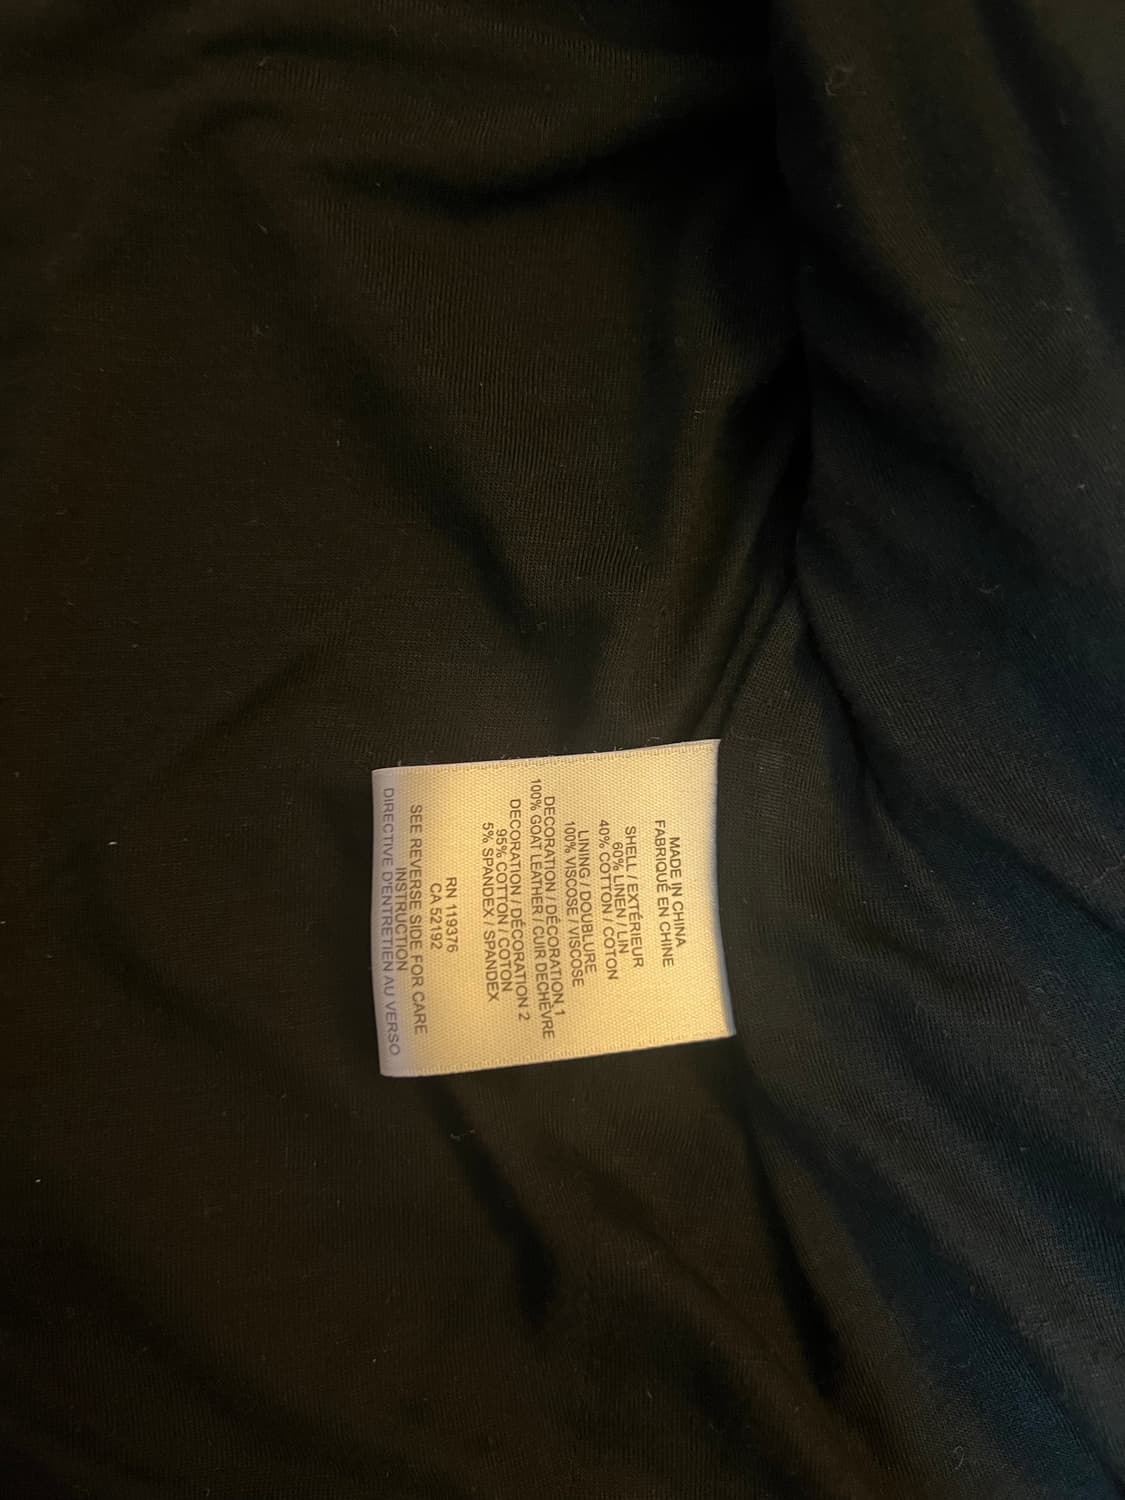 MADE IN CHINA
FABRIQUÉ EN CHINE
SHELL / EXTÉRIEUR
60% LINEN / LIN
40% COTTON / COTON
LINING / DOUBLURE
100% VISCOSE / VISCOSE
DECORATION / DÉCORATION 1
100% GOAT LEATHER / CUIR DECHÈVRE
DECORATION / DÉCORATION 2
95% COTTON / COTON
5% SPANDEX / SPANDEX
RN 119376
CA 52192
SEE REVERSE SIDE FOR CARE
INSTRUCTION
DIRECTIVE D'ENTRETIEN AU VERSO